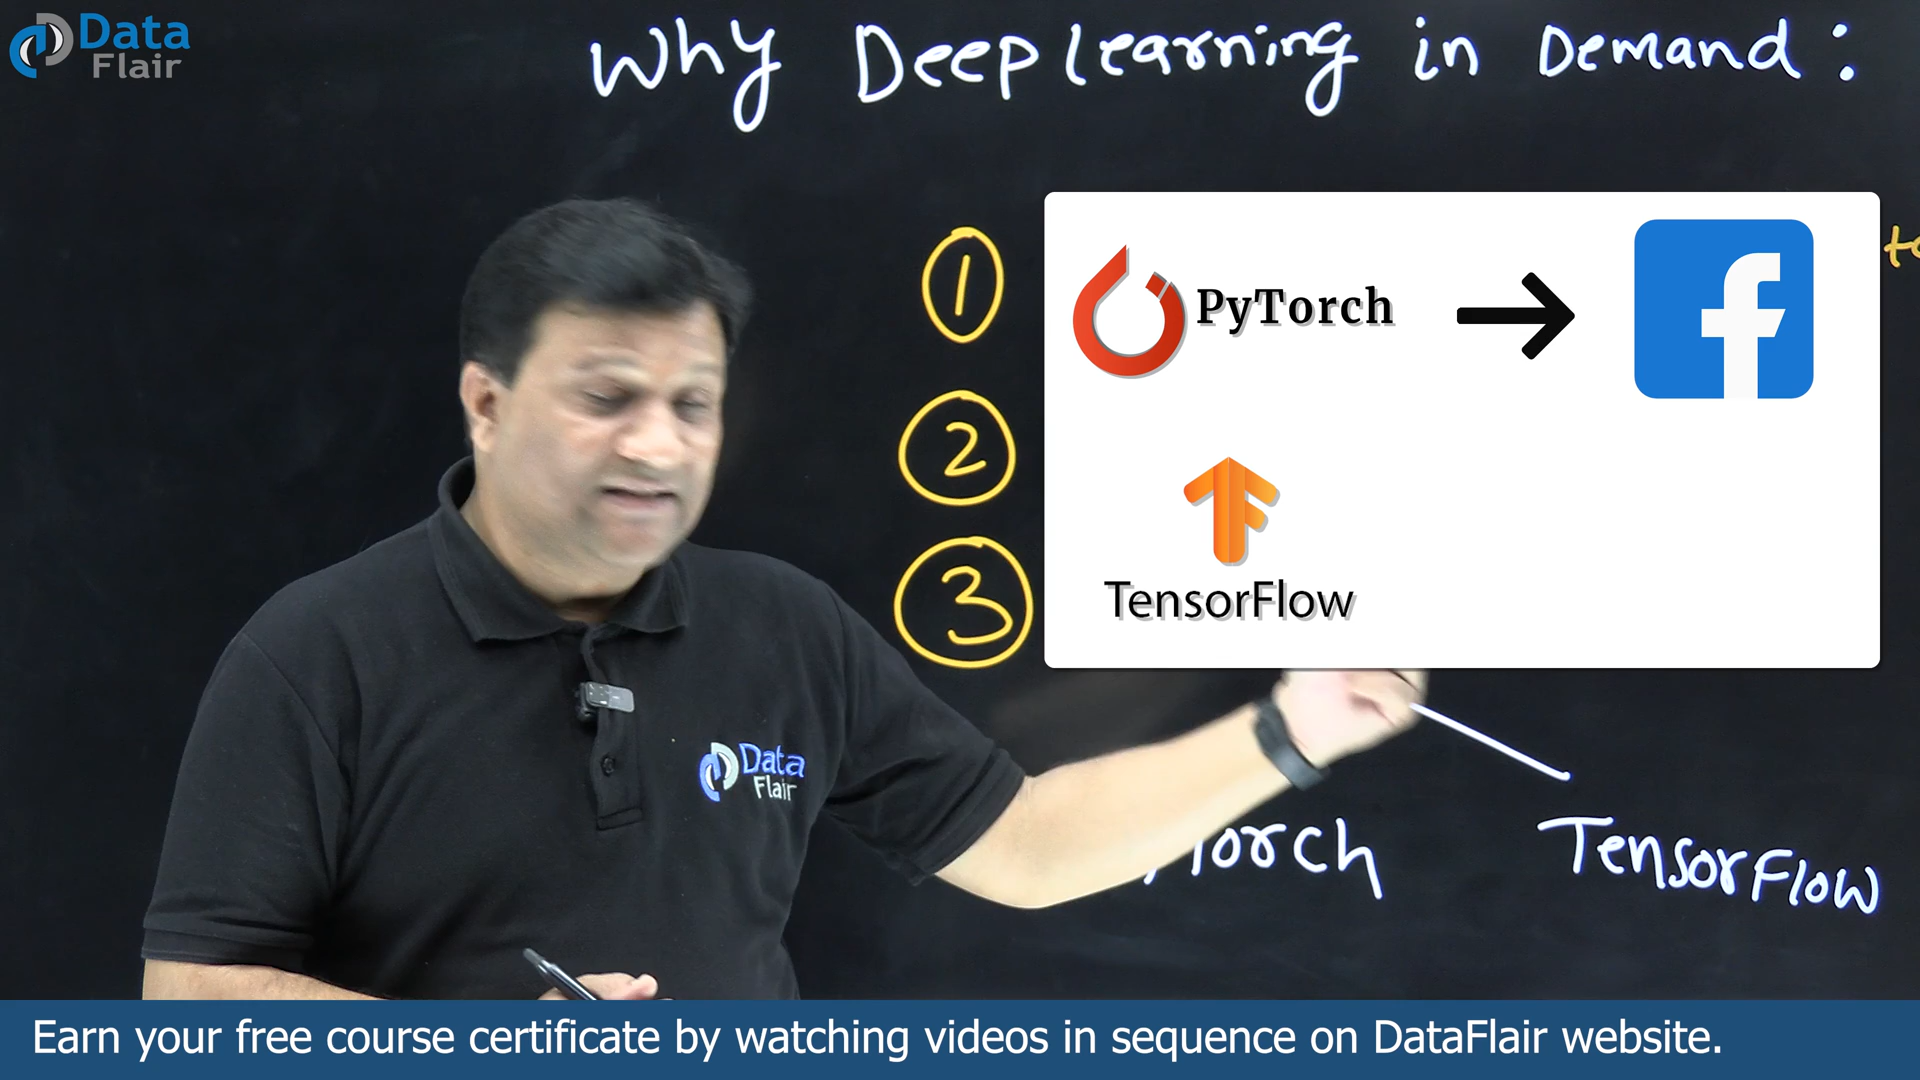 Data
Flair
Why Deep learning in Demand :
1
PyTorch
2
TensorFlow
3
Data
Flair
TensorFlow
Earn your free course certificate by watching videos in sequence on DataFlair website.